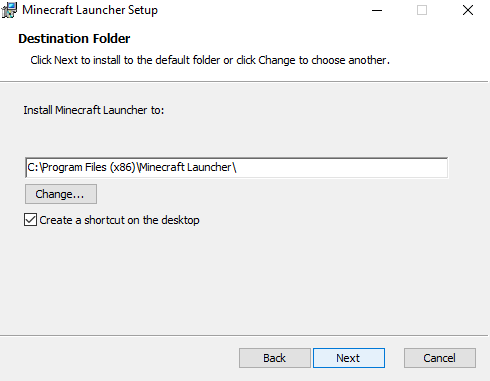 Minecraft Launcher Setup
Destination Folder
Click Next to install to the default folder or click Change to choose another.
Install Minecraft Launcher to:
C:\Program Files (x86)\Minecraft Launcher\
Change...
Create a shortcut on the desktop
Back Next Cancel